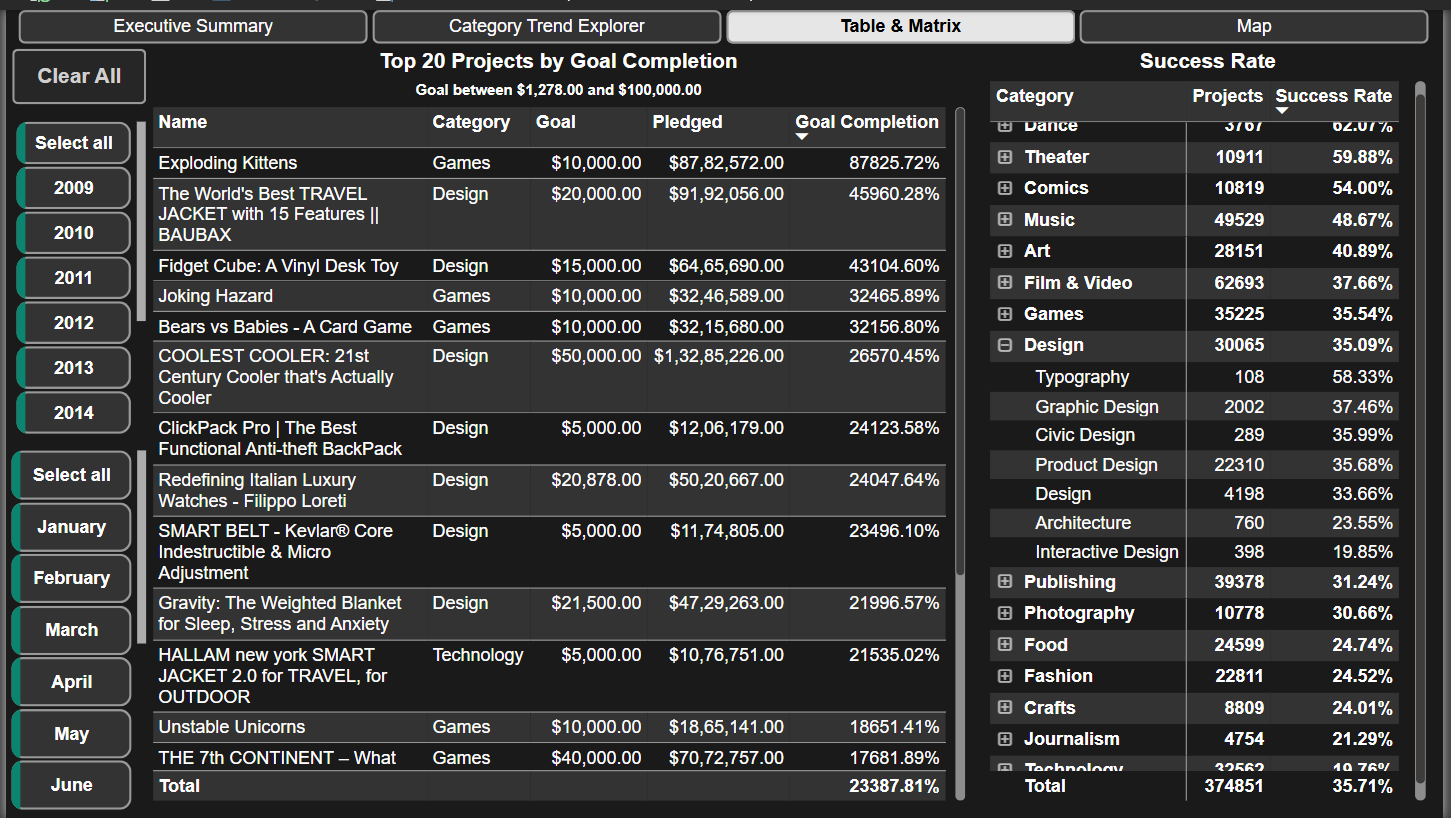 Executive Summary
Category Trend Explorer
Table & Matrix
Map
Clear All
Select all
2009
2010
2011
2012
2013
2014
Select all
January
February
March
April
May
June
Top 20 Projects by Goal Completion
Goal between $1,278.00 and $100,000.00
Name Category Goal Pledged Goal Completion
Exploding Kittens Games $10,000.00 $87,82,572.00 87825.72%
The World's Best TRAVEL Design $20,000.00 $91,92,056.00 45960.28%
JACKET with 15 Features ||
BAUBAX
Fidget Cube: A Vinyl Desk Toy Design $15,000.00 $64,65,690.00 43104.60%
Joking Hazard Games $10,000.00 $32,46,589.00 32465.89%
Bears vs Babies - A Card Game Games $10,000.00 $32,15,680.00 32156.80%
COOLEST COOLER: 21st Design $50,000.00 $1,32,85,226.00 26570.45%
Century Cooler that's Actually
Cooler
ClickPack Pro | The Best Design $5,000.00 $12,06,179.00 24123.58%
Functional Anti-theft BackPack
Redefining Italian Luxury Design $20,878.00 $50,20,667.00 24047.64%
Watches - Filippo Loreti
SMART BELT - Kevlar® Core Design $5,000.00 $11,74,805.00 23496.10%
Indestructible & Micro
Adjustment
Gravity: The Weighted Blanket Design $21,500.00 $47,29,263.00 21996.57%
for Sleep, Stress and Anxiety
HALLAM new york SMART Technology $5,000.00 $10,76,751.00 21535.02%
JACKET 2.0 for TRAVEL, for
OUTDOOR
Unstable Unicorns Games $10,000.00 $18,65,141.00 18651.41%
THE 7th CONTINENT – What Games $40,000.00 $70,72,757.00 17681.89%
Total 23387.81%
Success Rate
Category Projects Success Rate
Dance 3767 62.07%
Theater 10911 59.88%
Comics 10819 54.00%
Music 49529 48.67%
Art 28151 40.89%
Film & Video 62693 37.66%
Games 35225 35.54%
Design 30065 35.09%
Typography 108 58.33%
Graphic Design 2002 37.46%
Civic Design 289 35.99%
Product Design 22310 35.68%
Design 4198 33.66%
Architecture 760 23.55%
Interactive Design 398 19.85%
Publishing 39378 31.24%
Photography 10778 30.66%
Food 24599 24.74%
Fashion 22811 24.52%
Crafts 8809 24.01%
Journalism 4754 21.29%
Technology 32562 19.76%
Total 374851 35.71%